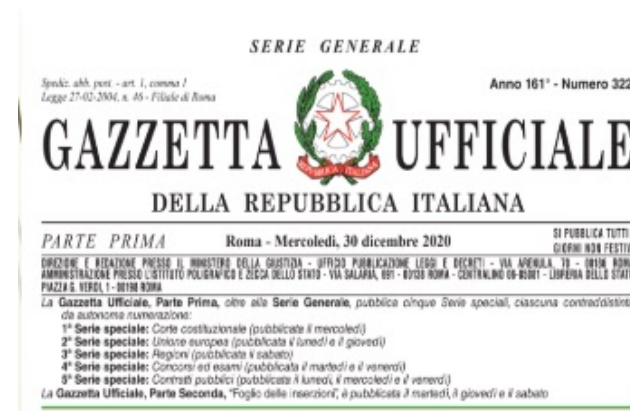 SERIE GENERALE
Spediz. abb. post. - art. 1, comma 1
Legge 27-02-2004, n. 46 - Filiale di Roma
Anno 161° - Numero 322
GAZZETTA UFFICIALE
REPUBBLICA ITALIANA
DELLA REPUBBLICA ITALIANA
PARTE PRIMA
Roma - Mercoledì, 30 dicembre 2020
SI PUBBLICA TUTTI
GIORNI NON FESTIV
DIREZIONE E REDAZIONE PRESSO IL MINISTERO DELLA GIUSTIZIA - UFFICIO PUBBLICAZIONE LEGGI E DECRETI - VIA ARENULA, 70 - 00186 ROMA
AMMINISTRAZIONE PRESSO L'ISTITUTO POLIGRAFICO E ZECCA DELLO STATO - VIA SALARIA, 691 - 00138 ROMA - CENTRALINO 06-85081 - LIBRERIA DELLO STAT
PIAZZA G. VERDI, 1 - 00198 ROMA
La Gazzetta Ufficiale, Parte Prima, oltre alla Serie Generale, pubblica cinque Serie speciali, ciascuna contraddistint
da autonoma numerazione:
1ª Serie speciale: Corte costituzionale (pubblicata il mercoledì)
2ª Serie speciale: Unione europea (pubblicata il lunedì e il giovedì)
3ª Serie speciale: Regioni (pubblicata il sabato)
4ª Serie speciale: Concorsi ed esami (pubblicata il martedì e il venerdì)
5ª Serie speciale: Contratti pubblici (pubblicata il lunedì, il mercoledì e il venerdì)
La Gazzetta Ufficiale, Parte Seconda, "Foglio delle inserzioni", è pubblicata il martedì, il giovedì e il sabato